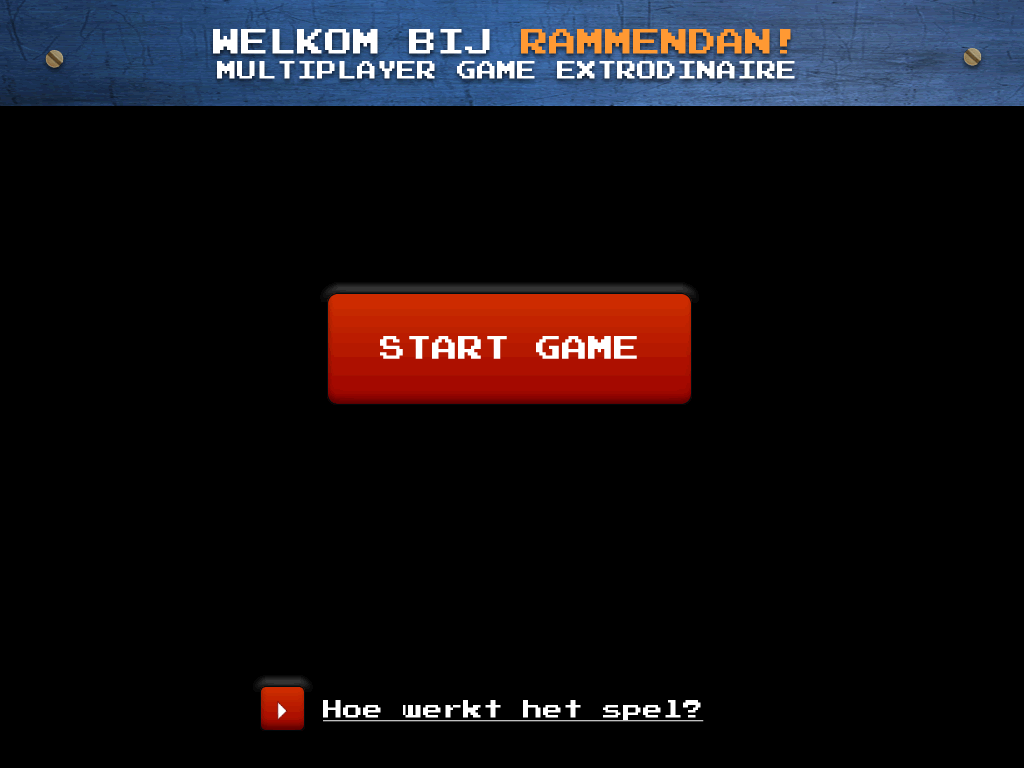 WELKOM BIJ RAMMENDAN!
MULTIPLAYER GAME EXTRODINAIRE
START GAME
Hoe werkt het spel?